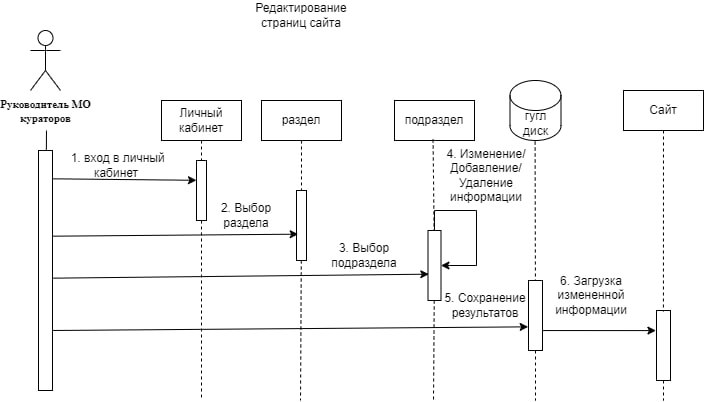 Редактирование
страниц сайта
Руководитель МО
кураторов
Личный
кабинет
раздел
подраздел
гугл
диск
Сайт
1. вход в личный
кабинет
2. Выбор
раздела
3. Выбор
подраздела
4. Изменение/
Добавление/
Удаление
информации
5. Сохранение
результатов
6. Загрузка
измененной
информации